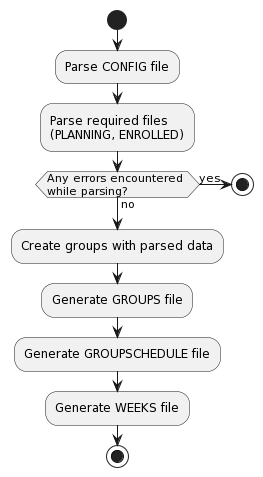 Parse CONFIG file
Parse required files
(PLANNING, ENROLLED)
Any errors encountered
while parsing?
yes
no
Create groups with parsed data
Generate GROUPS file
Generate GROUPSCHEDULE file
Generate WEEKS file